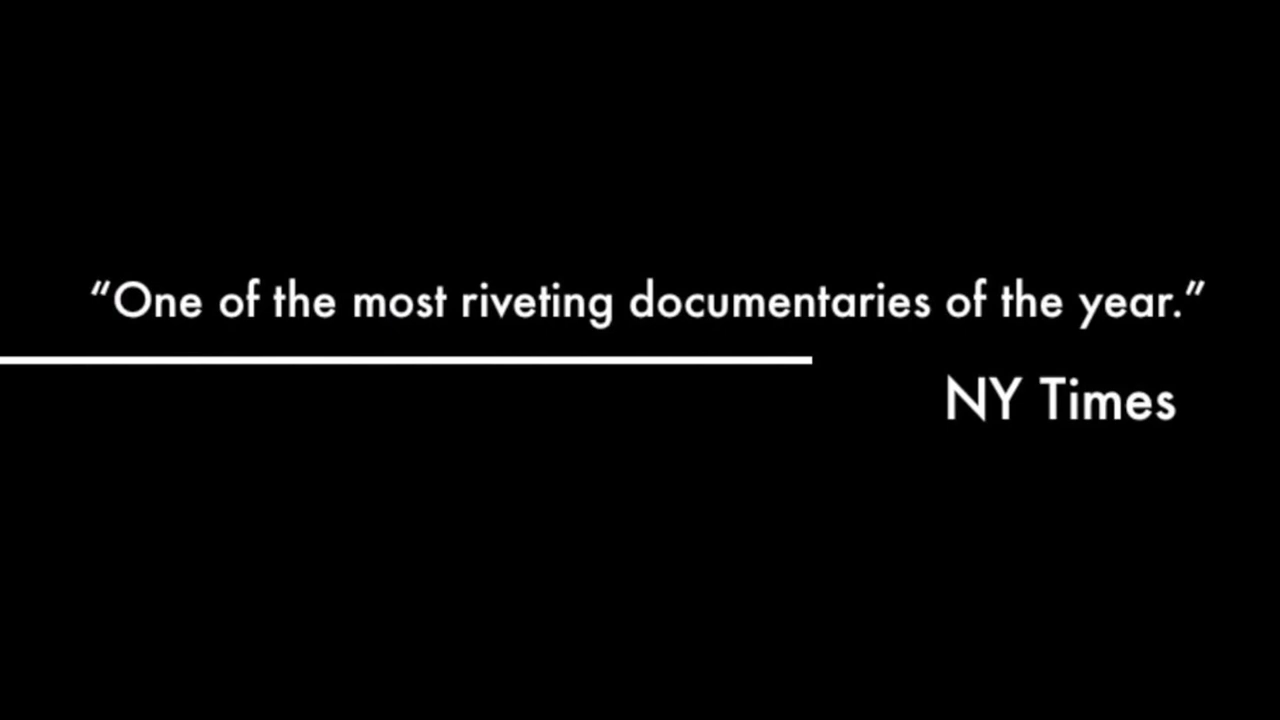 “One of the most riveting documentaries of the year.”
NY Times